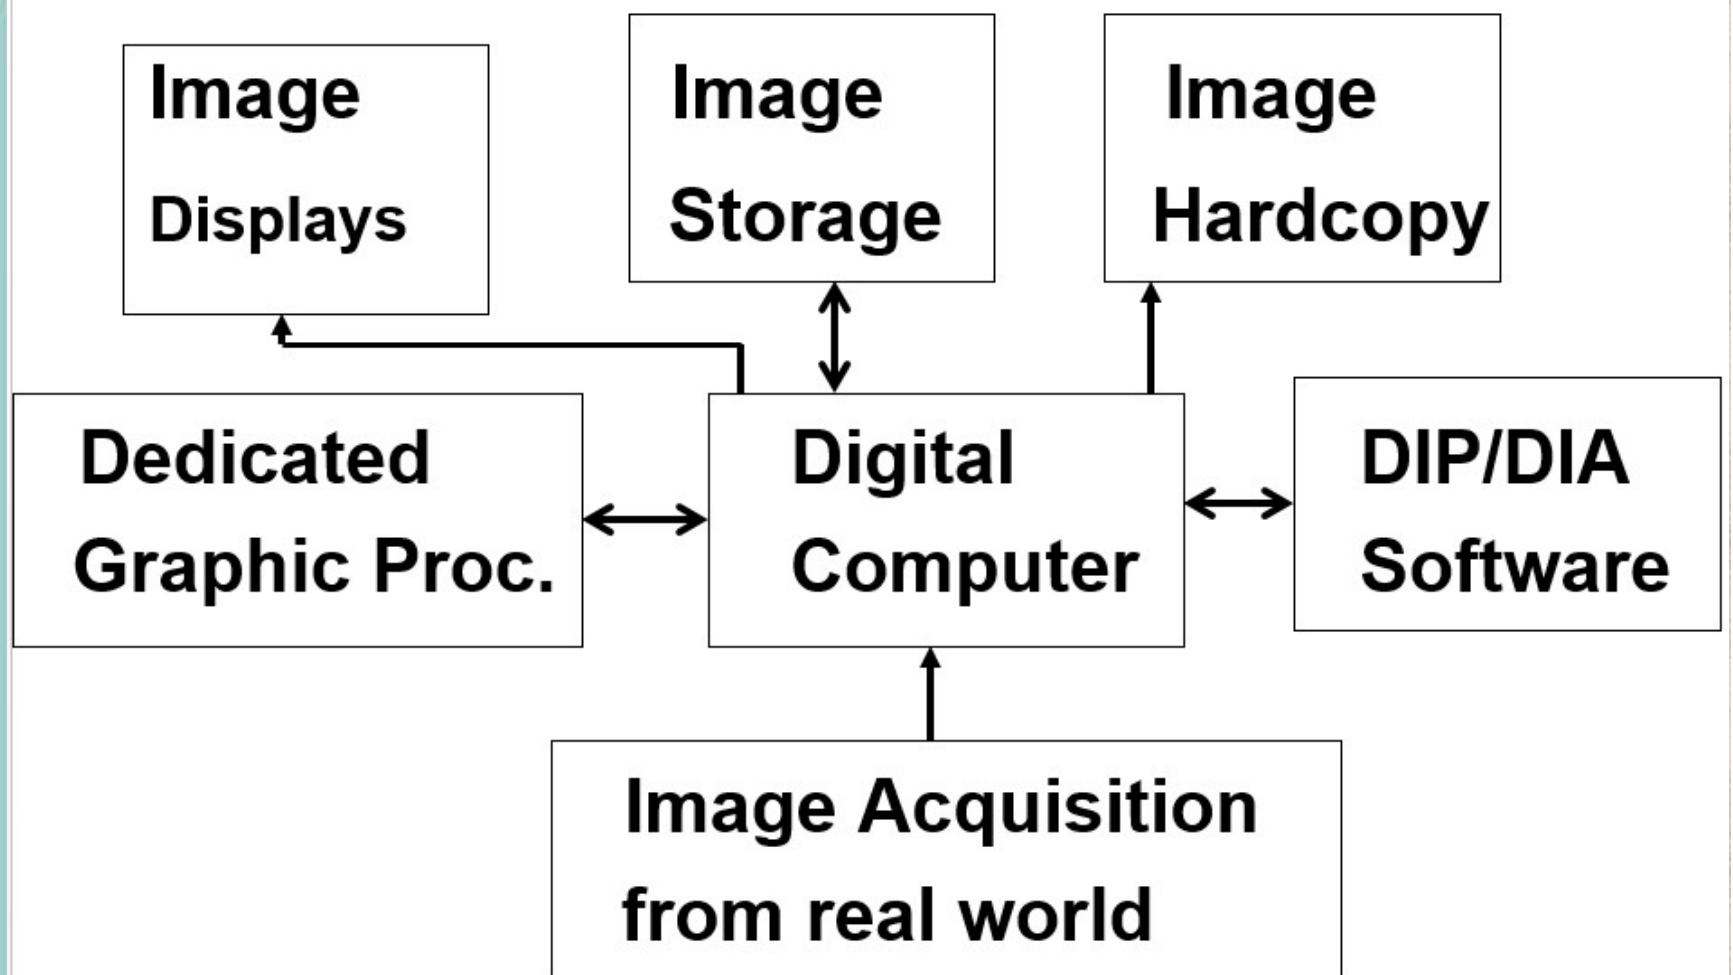 Image
Displays
Image
Storage
Image
Hardcopy
Dedicated
Graphic Proc.
Digital
Computer
DIP/DIA
Software
Image Acquisition
from real world